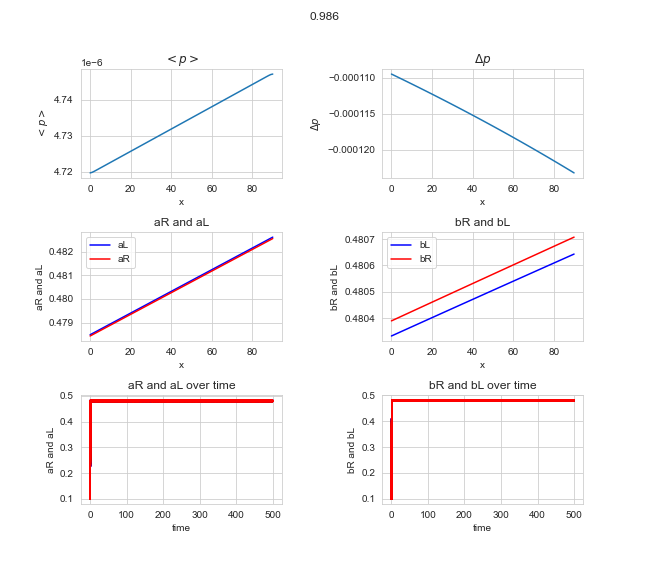 0.986
< p >
1e−6
4.74
4.73
4.72
< p >
0 20 40 60 80
x
Δp
−0.000110
−0.000115
−0.000120
Δp
0 20 40 60 80
x
aR and aL
aL
aR
0.482
0.481
0.480
0.479
aR and aL
0 20 40 60 80
x
bR and bL
bL
bR
0.4807
0.4806
0.4805
0.4804
bR and bL
0 20 40 60 80
x
aR and aL over time
0.5
0.4
0.3
0.2
0.1
aR and aL
0 100 200 300 400 500
time
bR and bL over time
0.5
0.4
0.3
0.2
0.1
bR and bL
0 100 200 300 400 500
time